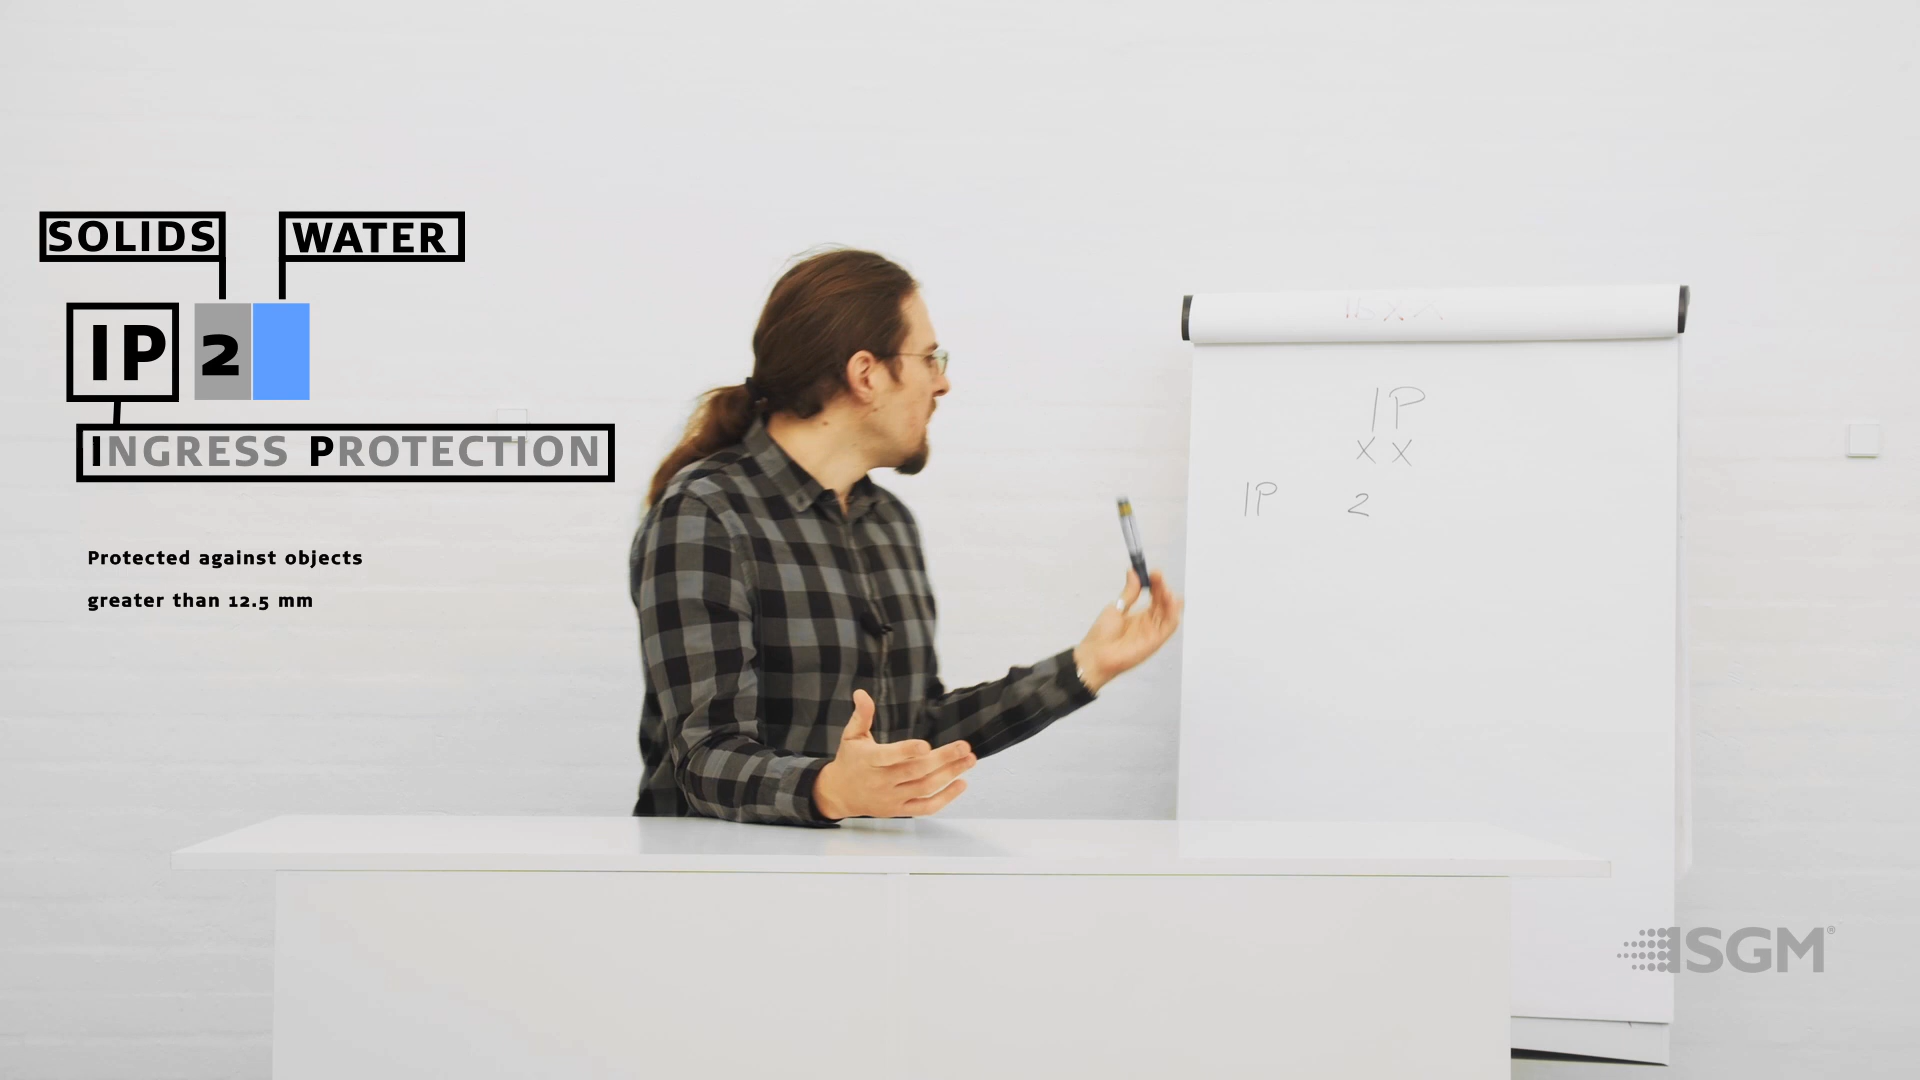 SOLIDS
WATER
IP 2
INGRESS PROTECTION
Protected against objects
greater than 12.5 mm
IP
X X
IP 2
SGM®